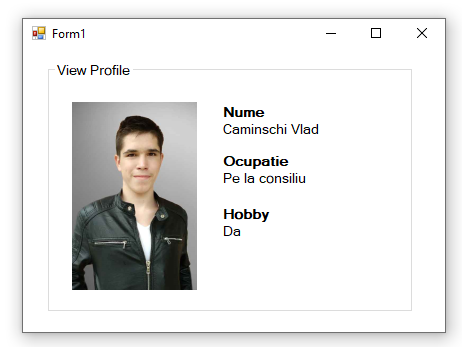 Form1
View Profile
Nume
Caminschi Vlad
Ocupatie
Pe la consiliu
Hobby
Da